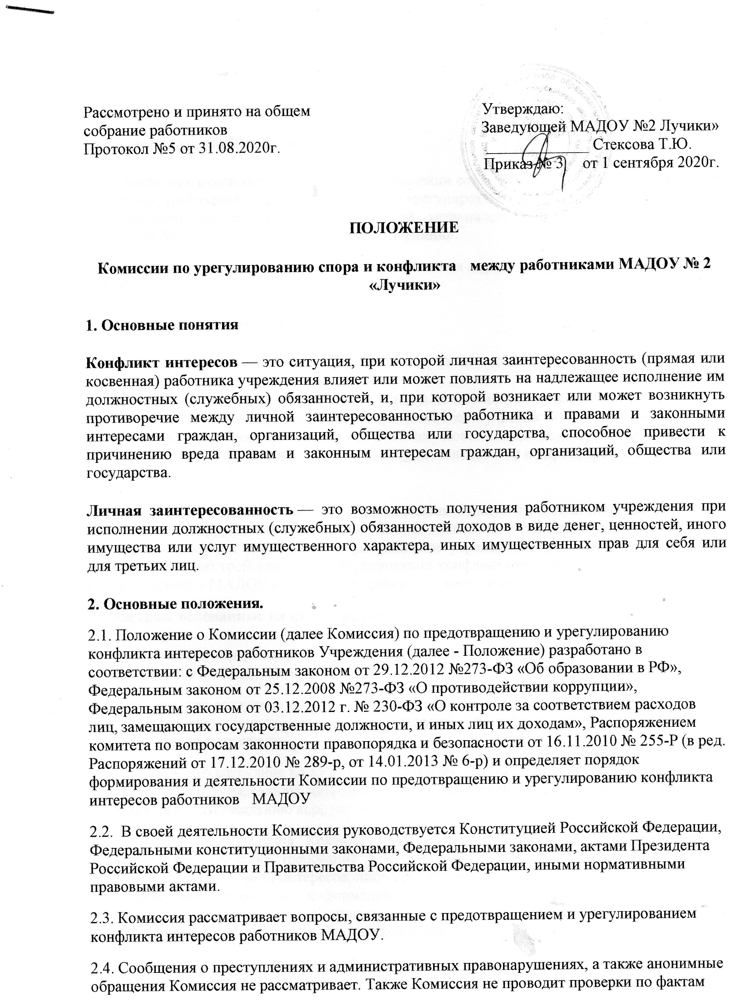 Рассмотрено и принято на общем
собрание работников
Протокол №5 от 31.08.2020г.
Утверждаю:
Заведующей МАДОУ №2 Лучики»
_____________ Стексова Т.Ю.
Приказ № 3 от 1 сентября 2020г.
ПОЛОЖЕНИЕ
Комиссии по урегулированию спора и конфликта между работниками МАДОУ № 2
«Лучики»
1. Основные понятия
Конфликт интересов — это ситуация, при которой личная заинтересованность (прямая или
косвенная) работника учреждения влияет или может повлиять на надлежащее исполнение им
должностных (служебных) обязанностей, и, при которой возникает или может возникнуть
противоречие между личной заинтересованностью работника и правами и законными
интересами граждан, организаций, общества или государства, способное привести к
причинению вреда правам и законным интересам граждан, организаций, общества или
государства.
Личная заинтересованность — это возможность получения работником учреждения при
исполнении должностных (служебных) обязанностей доходов в виде денег, ценностей, иного
имущества или услуг имущественного характера, иных имущественных прав для себя или
для третьих лиц.
2. Основные положения.
2.1. Положение о Комиссии (далее Комиссия) по предотвращению и урегулированию
конфликта интересов работников Учреждения (далее - Положение) разработано в
соответствии: с Федеральным законом от 29.12.2012 №273-ФЗ «Об образовании в РФ»,
Федеральным законом от 25.12.2008 №273-ФЗ «О противодействии коррупции»,
Федеральным законом от 03.12.2012 г. № 230-ФЗ «О контроле за соответствием расходов
лиц, замещающих государственные должности, и иных лиц их доходам», Распоряжением
комитета по вопросам законности правопорядка и безопасности от 16.11.2010 № 255-Р (в ред.
Распоряжений от 17.12.2010 № 289-р, от 14.01.2013 № 6-р) и определяет порядок
формирования и деятельности Комиссии по предотвращению и урегулированию конфликта
интересов работников МАДОУ
2.2. В своей деятельности Комиссия руководствуется Конституцией Российской Федерации,
Федеральными конституционными законами, Федеральными законами, актами Президента
Российской Федерации и Правительства Российской Федерации, иными нормативными
правовыми актами.
2.3. Комиссия рассматривает вопросы, связанные с предотвращением и урегулированием
конфликта интересов работников МАДОУ.
2.4. Сообщения о преступлениях и административных правонарушениях, а также анонимные
обращения Комиссия не рассматривает. Также Комиссия не проводит проверки по фактам